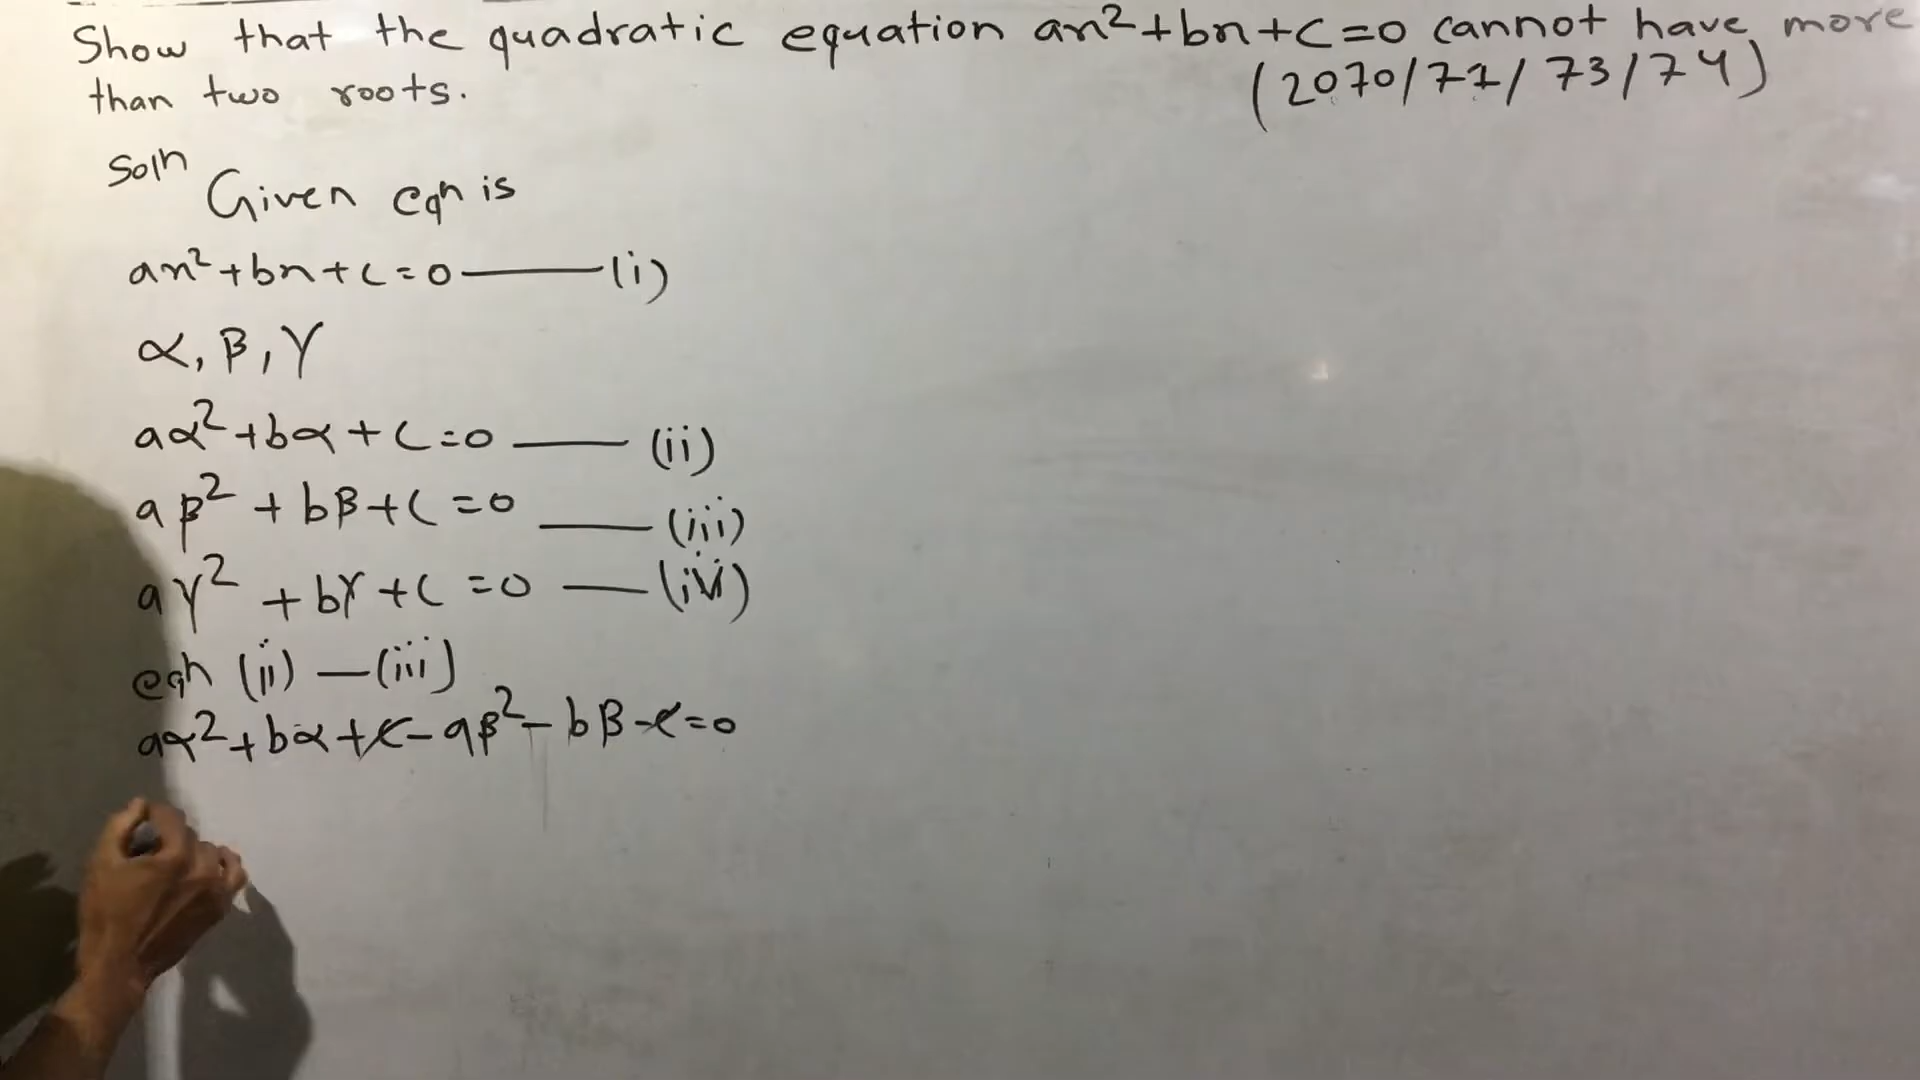 Show that the quadratic equation ax²+bx+c=0 cannot have more
than two roots.
(2070/71/73/74)
Soln
Given eqn is
ax²+bx+c=0 ——— (i)
α, β, γ
aα²+bα+c=0 —— (ii)
aβ²+bβ+c=0 —— (iii)
aγ²+bγ+c=0 —— (iv)
eqn (ii) — (iii)
aα²+bα+c-aβ²-bβ-c=0